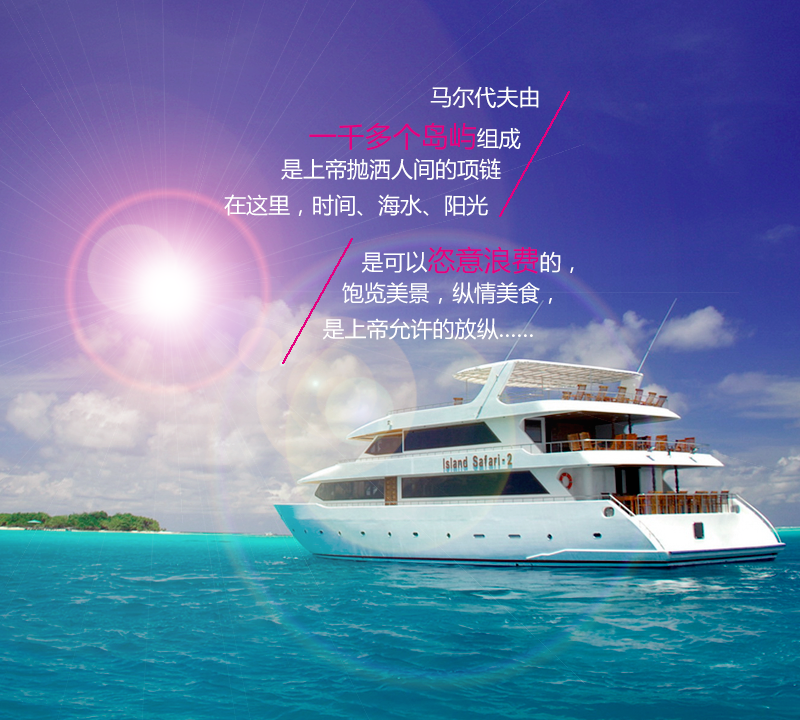 马尔代夫由
一千多个岛屿组成
是上帝抛洒人间的项链
在这里，时间、海水、阳光
是可以恣意浪费的，
饱览美景，纵情美食，
是上帝允许的放纵……
Island Safari-2